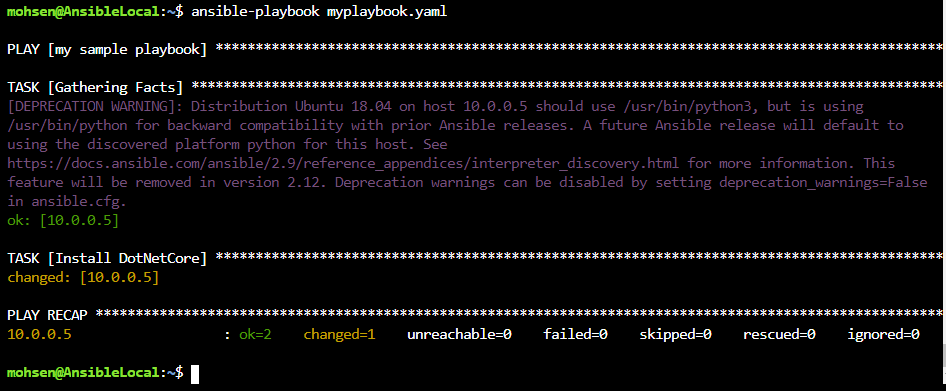 mohsen@AnsibleLocal:~$ ansible-playbook myplaybook.yaml
PLAY [my sample playbook] ******************************************************************************************
TASK [Gathering Facts] *********************************************************************************************
[DEPRECATION WARNING]: Distribution Ubuntu 18.04 on host 10.0.0.5 should use /usr/bin/python3, but is using
/usr/bin/python for backward compatibility with prior Ansible releases. A future Ansible release will default to
using the discovered platform python for this host. See
https://docs.ansible.com/ansible/2.9/reference_appendices/interpreter_discovery.html for more information. This
feature will be removed in version 2.12. Deprecation warnings can be disabled by setting deprecation_warnings=False
in ansible.cfg.
ok: [10.0.0.5]
TASK [Install DotNetCore] ******************************************************************************************
changed: [10.0.0.5]
PLAY RECAP *********************************************************************************************************
10.0.0.5                   : ok=2    changed=1    unreachable=0    failed=0    skipped=0    rescued=0    ignored=0
mohsen@AnsibleLocal:~$